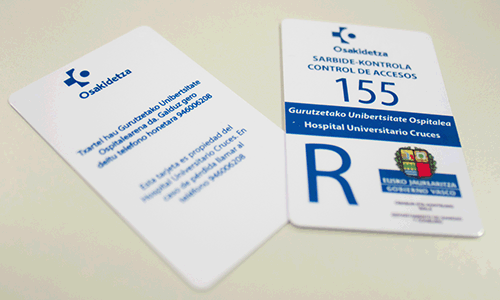 Osakidetza
Txartel hau Gurutzetako Unibertsitate
Ospitalearena da. Galduz gero
deitu telefono honetara 946006208
Esta tarjeta es propiedad del
Hospital Universitario Cruces. En
caso de pérdida llamar al
teléfono 946006208
Osakidetza
SARBIDE-KONTROLA
CONTROL DE ACCESOS
155
Gurutzetako Unibertsitate Ospitalea
Hospital Universitario Cruces
R
EUSKO JAURLARITZA
GOBIERNO VASCO